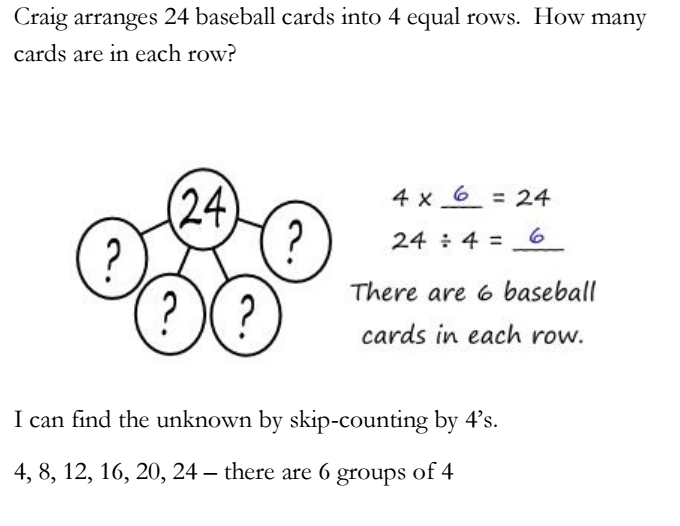 Craig arranges 24 baseball cards into 4 equal rows.  How many
cards are in each row?
24
?
?
?
?
4 x 6 = 24
24 ÷ 4 = 6
There are 6 baseball
cards in each row.
I can find the unknown by skip-counting by 4’s.
4, 8, 12, 16, 20, 24 – there are 6 groups of 4